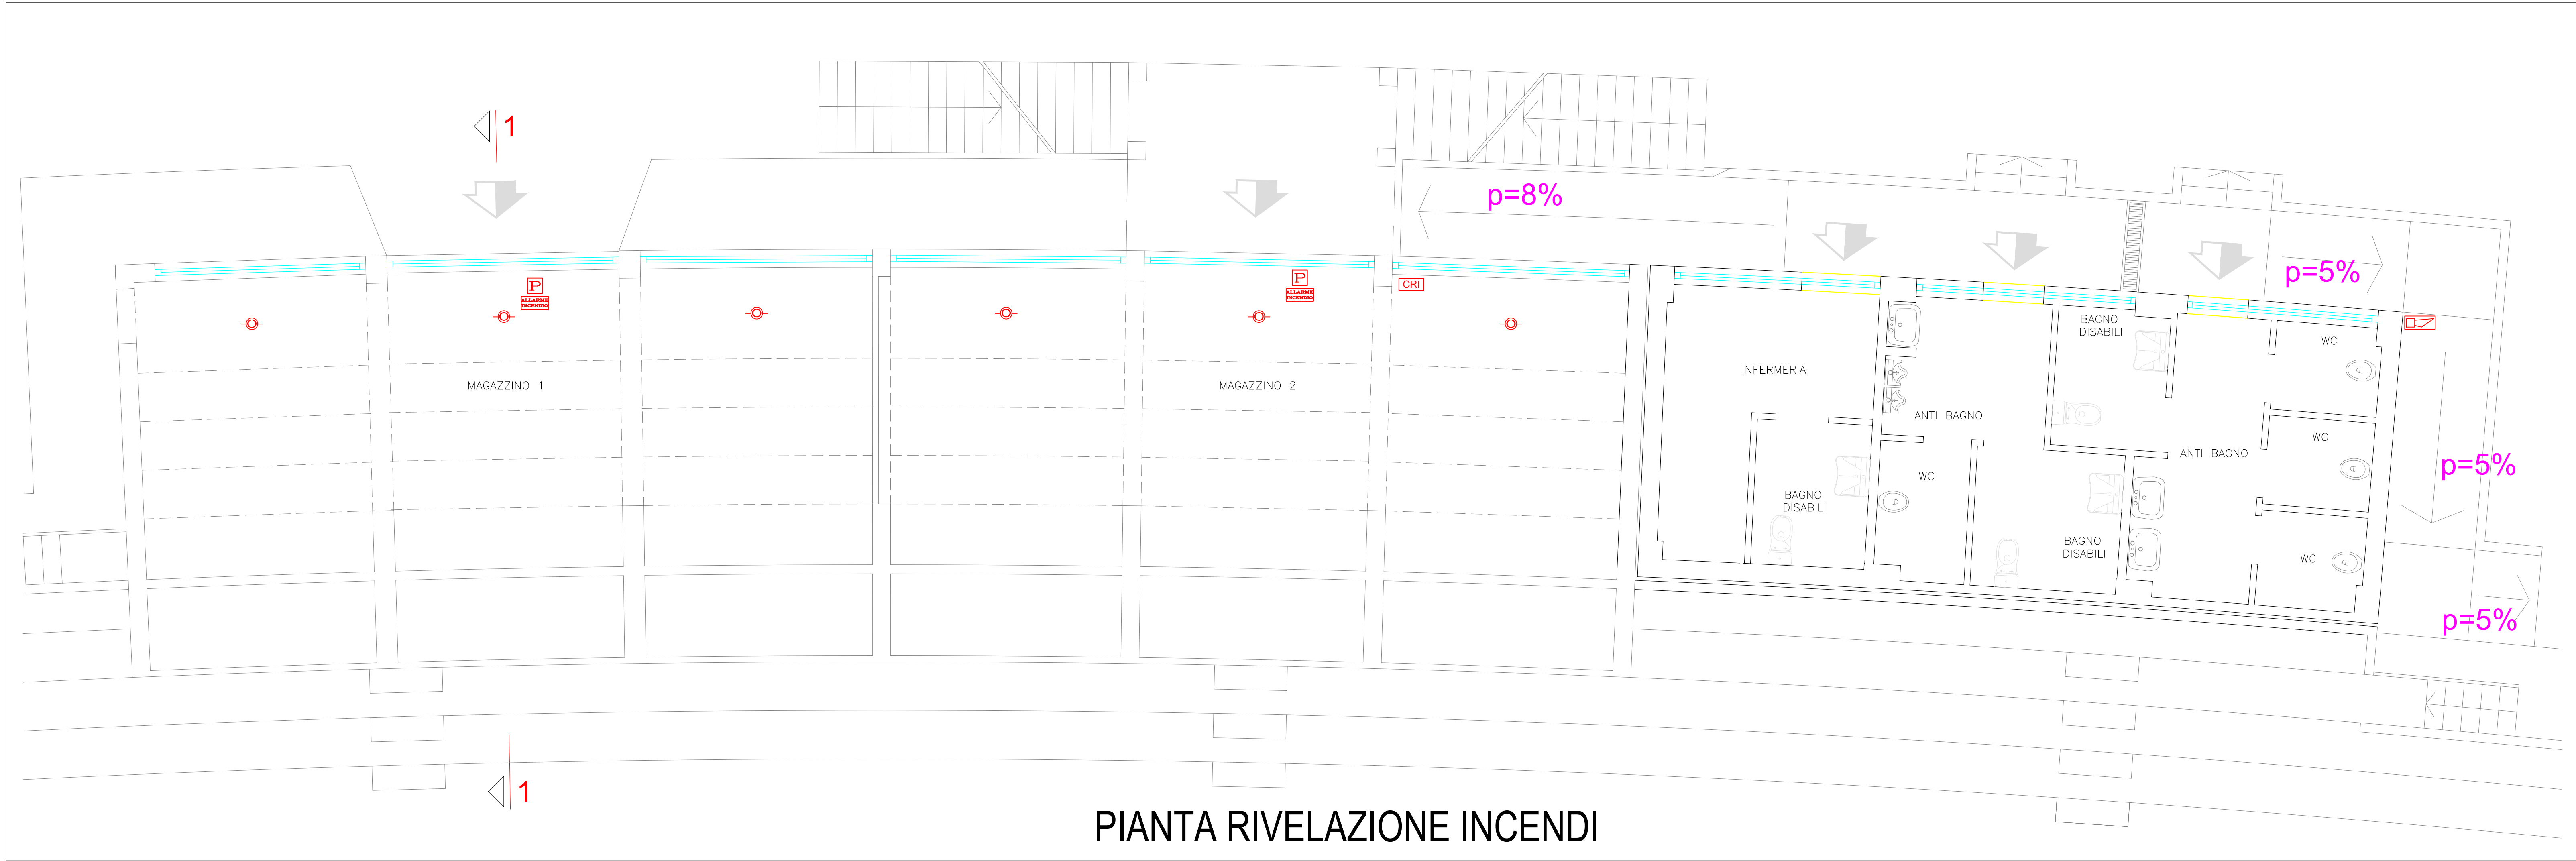 1
p=8%
p=5%
P
ALLARME
INCENDIO
P
ALLARME
INCENDIO
CRI
BAGNO
DISABILI
WC
MAGAZZINO 1
MAGAZZINO 2
INFERMERIA
ANTI BAGNO
WC
ANTI BAGNO
p=5%
WC
BAGNO
DISABILI
BAGNO
DISABILI
WC
p=5%
1
PIANTA RIVELAZIONE INCENDI